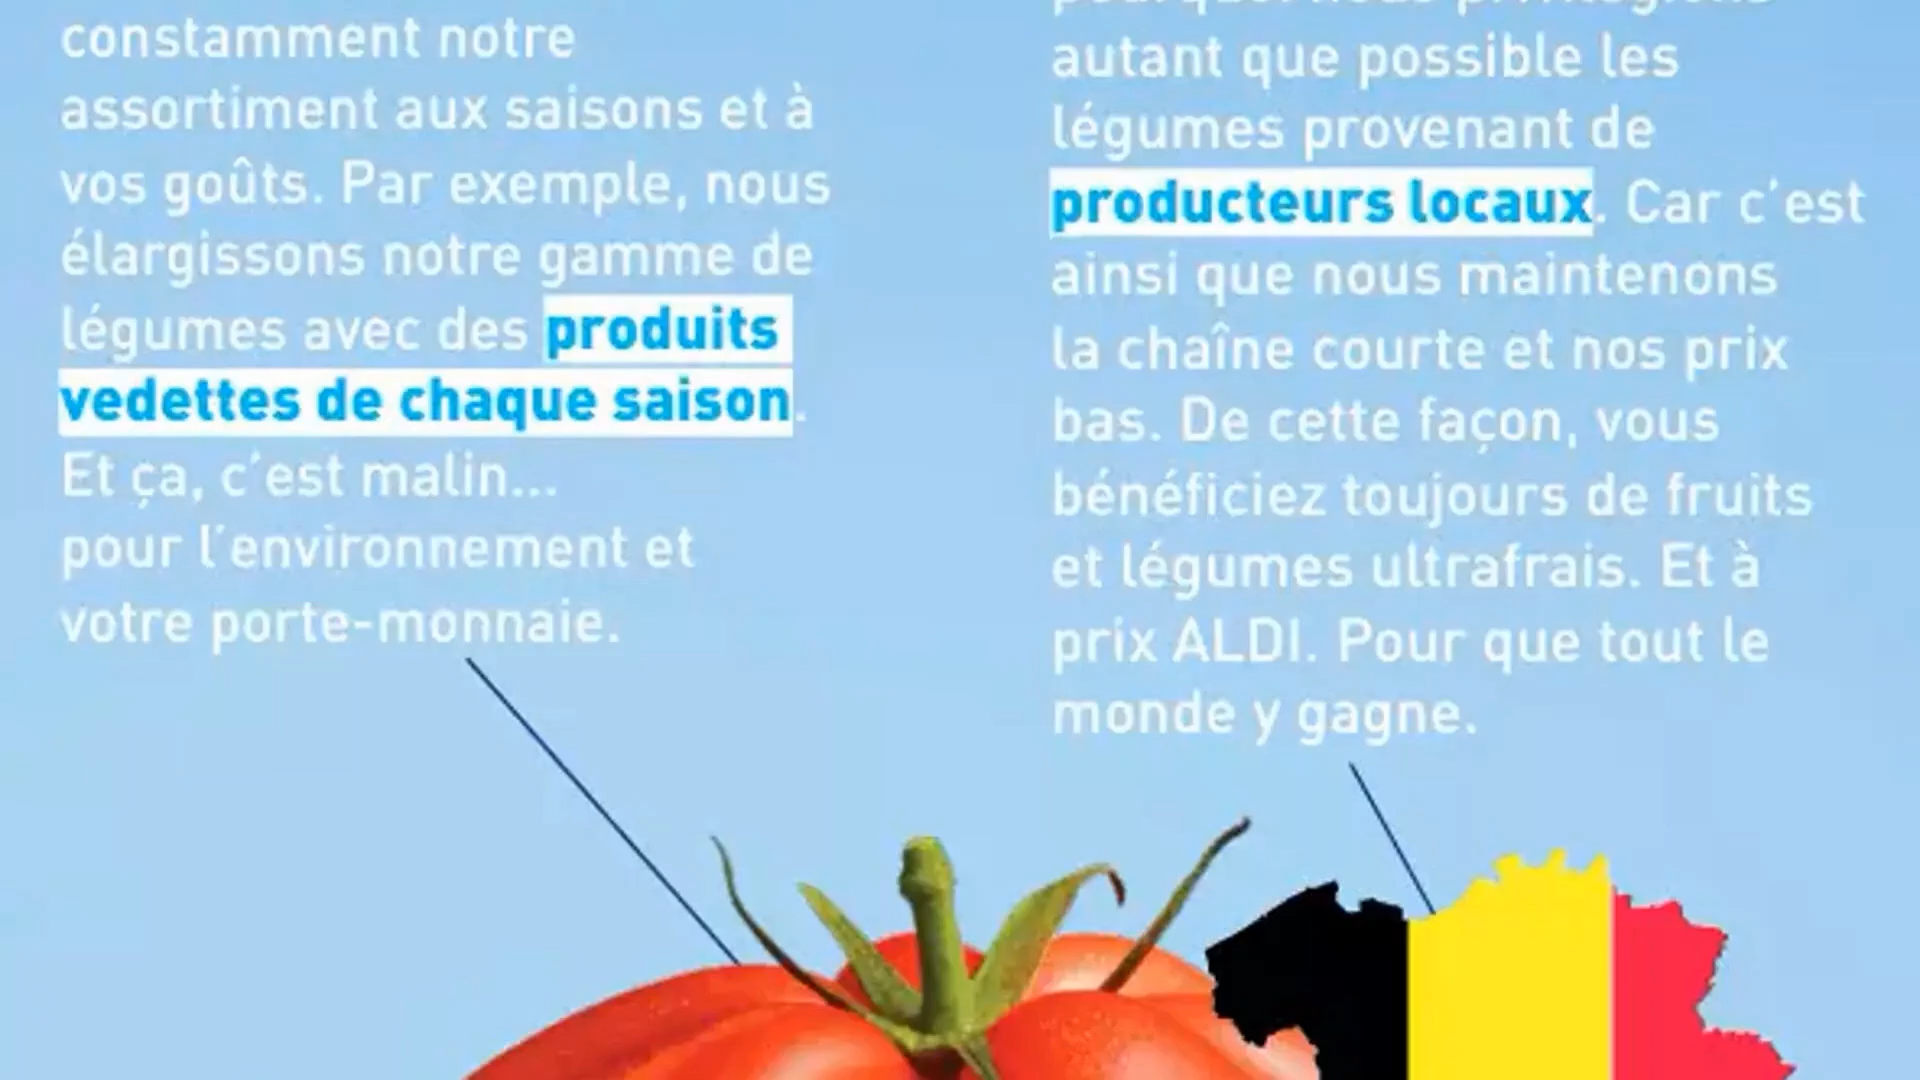 constamment notre
assortiment aux saisons et à
vos goûts. Par exemple, nous
élargissons notre gamme de
légumes avec des produits
vedettes de chaque saison.
Et ça, c'est malin...
pour l'environnement et
votre porte-monnaie.
pourquoi nous privilégions
autant que possible les
légumes provenant de
producteurs locaux. Car c'est
ainsi que nous maintenons
la chaîne courte et nos prix
bas. De cette façon, vous
bénéficiez toujours de fruits
et légumes ultrafrais. Et à
prix ALDI. Pour que tout le
monde y gagne.